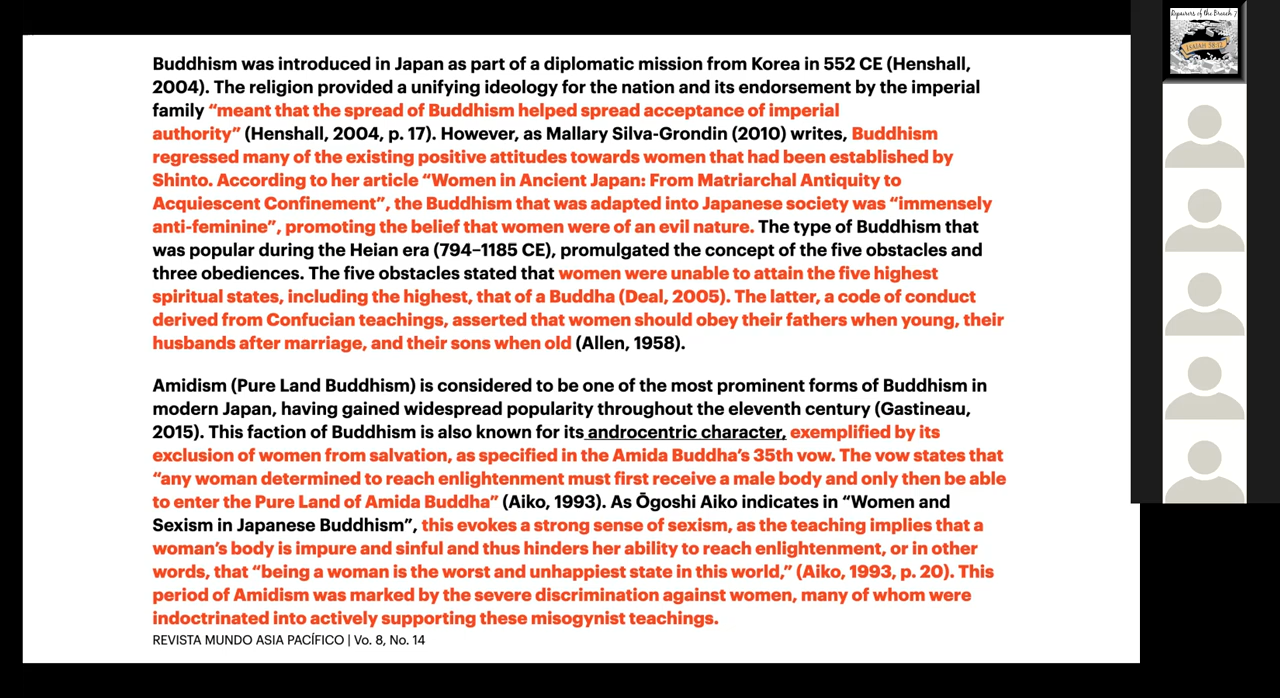 Repairers of the Breach 7
ISAIAH 58:12
Buddhism was introduced in Japan as part of a diplomatic mission from Korea in 552 CE (Henshall,
2004). The religion provided a unifying ideology for the nation and its endorsement by the imperial
family “meant that the spread of Buddhism helped spread acceptance of imperial
authority” (Henshall, 2004, p. 17). However, as Mallary Silva-Grondin (2010) writes, Buddhism
regressed many of the existing positive attitudes towards women that had been established by
Shinto. According to her article “Women in Ancient Japan: From Matriarchal Antiquity to
Acquiescent Confinement”, the Buddhism that was adapted into Japanese society was “immensely
anti-feminine”, promoting the belief that women were of an evil nature. The type of Buddhism that
was popular during the Heian era (794–1185 CE), promulgated the concept of the five obstacles and
three obediences. The five obstacles stated that women were unable to attain the five highest
spiritual states, including the highest, that of a Buddha (Deal, 2005). The latter, a code of conduct
derived from Confucian teachings, asserted that women should obey their fathers when young, their
husbands after marriage, and their sons when old (Allen, 1958).
Amidism (Pure Land Buddhism) is considered to be one of the most prominent forms of Buddhism in
modern Japan, having gained widespread popularity throughout the eleventh century (Gastineau,
2015). This faction of Buddhism is also known for its androcentric character, exemplified by its
exclusion of women from salvation, as specified in the Amida Buddha’s 35th vow. The vow states that
“any woman determined to reach enlightenment must first receive a male body and only then be able
to enter the Pure Land of Amida Buddha” (Aiko, 1993). As Ōgoshi Aiko indicates in “Women and
Sexism in Japanese Buddhism”, this evokes a strong sense of sexism, as the teaching implies that a
woman’s body is impure and sinful and thus hinders her ability to reach enlightenment, or in other
words, that “being a woman is the worst and unhappiest state in this world,” (Aiko, 1993, p. 20). This
period of Amidism was marked by the severe discrimination against women, many of whom were
indoctrinated into actively supporting these misogynist teachings.
REVISTA MUNDO ASIA PACÍFICO | Vo. 8, No. 14